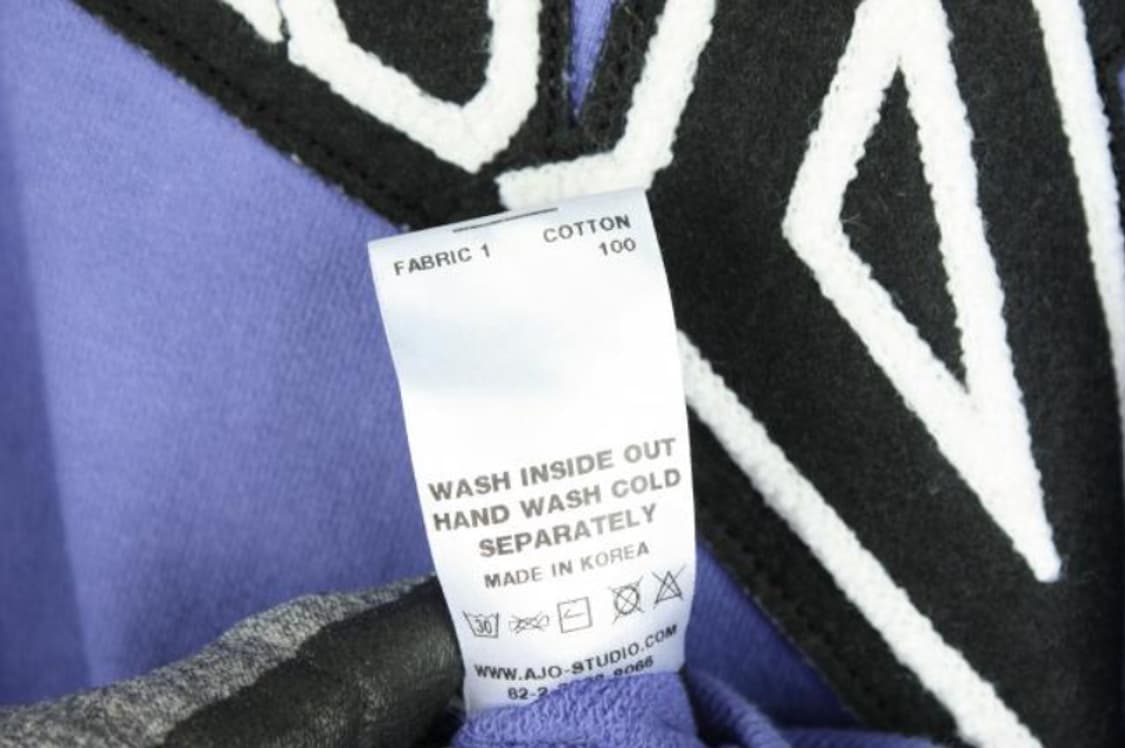 FABRIC 1 COTTON
100
WASH INSIDE OUT
HAND WASH COLD
SEPARATELY
MADE IN KOREA
30
WWW.AJO-STUDIO.COM